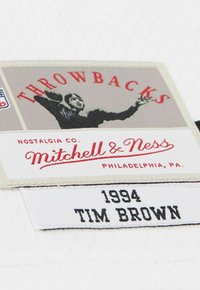 THROWBACKS
NOSTALGIA CO.
Mitchell & Ness
PHILADELPHIA, PA.
1994
TIM BROWN